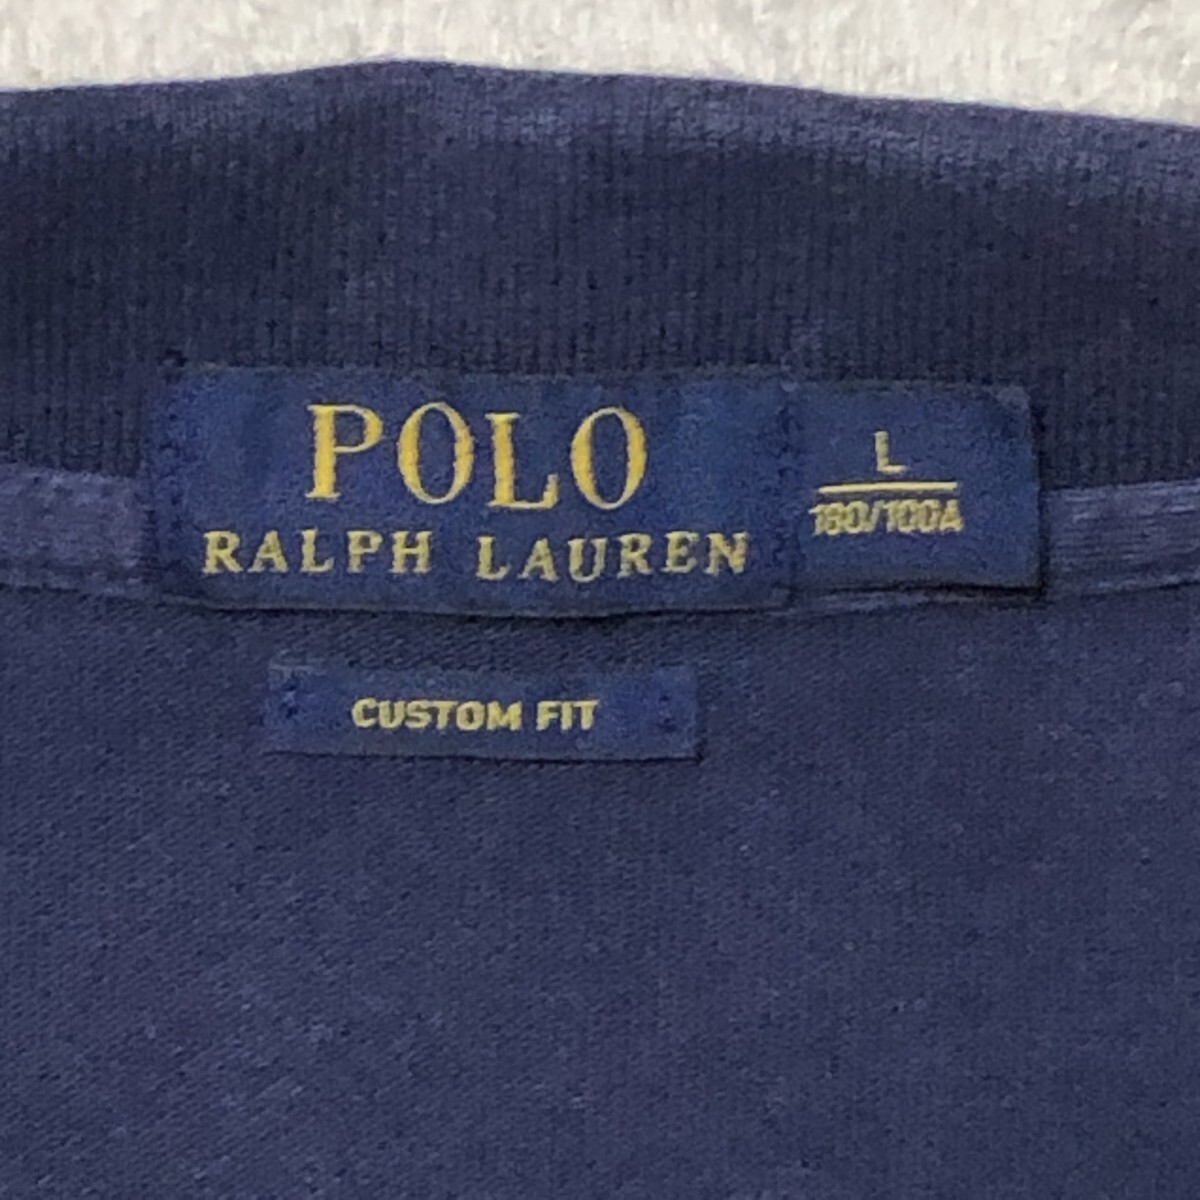 POLO
RALPH LAUREN
L
180/100A
CUSTOM FIT